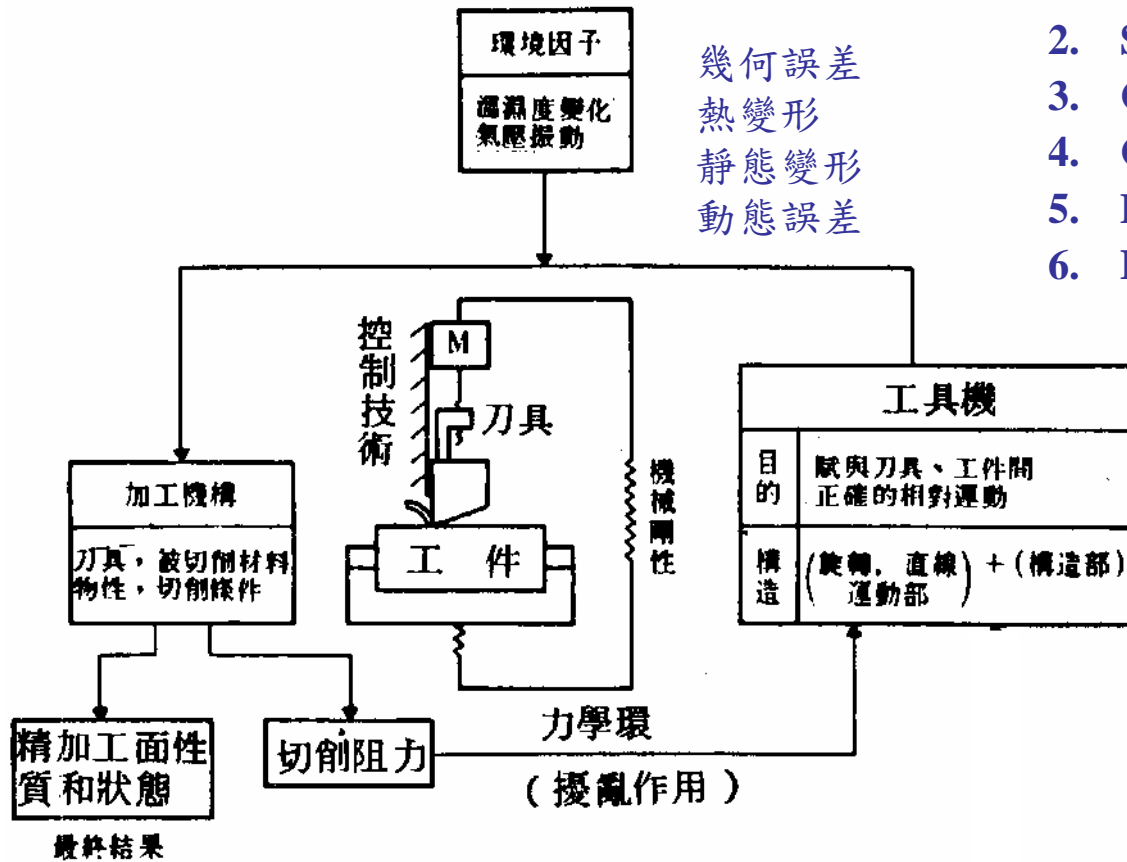 環境因子
溫濕度變化
氣壓振動
幾何誤差
熱變形
靜態變形
動態誤差
2. S
3.
4.
5.
6.
控制技術
M
刀具
工件
機械剛性
加工機構
刀具，被切削材料
物性，切削條件
工具機
目的
賦與刀具、工件間
正確的相對運動
構造
(旋轉，直線
運動部) + (構造部)
精加工面性
質和狀態
最終結果
切削阻力
力學環
(擾亂作用)